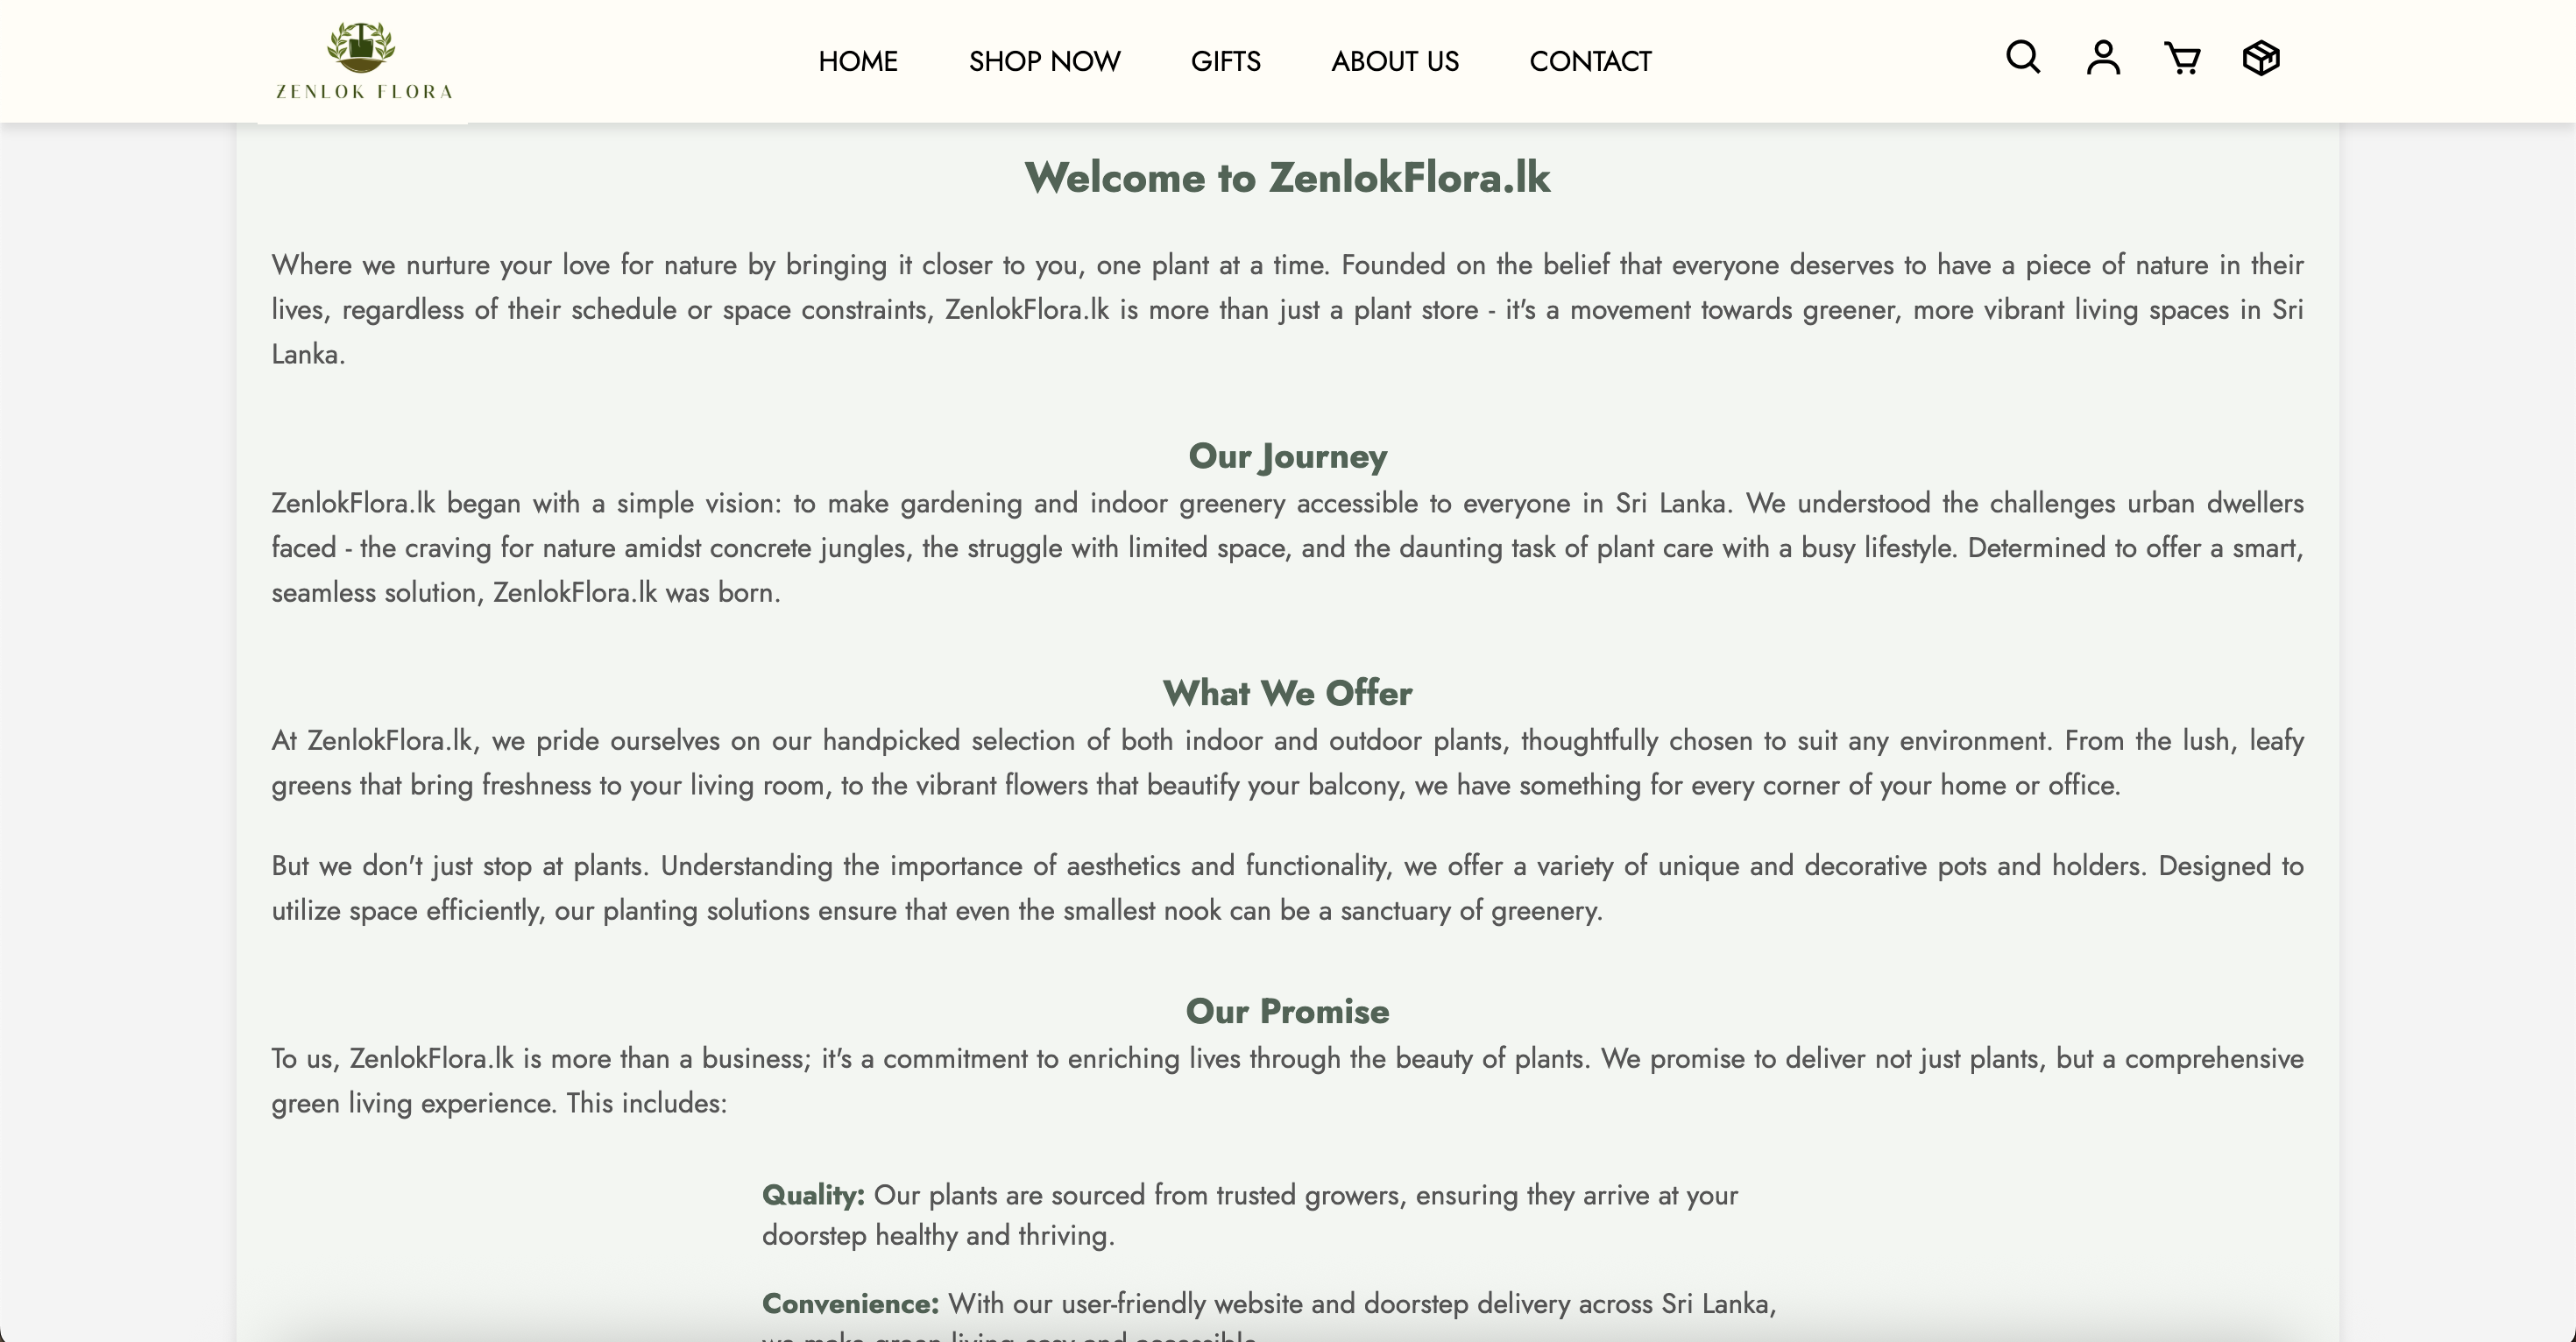 ZENLOK FLORA
HOME SHOP NOW GIFTS ABOUT US CONTACT
Welcome to ZenlokFlora.lk
Where we nurture your love for nature by bringing it closer to you, one plant at a time. Founded on the belief that everyone deserves to have a piece of nature in their
lives, regardless of their schedule or space constraints, ZenlokFlora.lk is more than just a plant store - it's a movement towards greener, more vibrant living spaces in Sri
Lanka.
Our Journey
ZenlokFlora.lk began with a simple vision: to make gardening and indoor greenery accessible to everyone in Sri Lanka. We understood the challenges urban dwellers
faced - the craving for nature amidst concrete jungles, the struggle with limited space, and the daunting task of plant care with a busy lifestyle. Determined to offer a smart,
seamless solution, ZenlokFlora.lk was born.
What We Offer
At ZenlokFlora.lk, we pride ourselves on our handpicked selection of both indoor and outdoor plants, thoughtfully chosen to suit any environment. From the lush, leafy
greens that bring freshness to your living room, to the vibrant flowers that beautify your balcony, we have something for every corner of your home or office.
But we don't just stop at plants. Understanding the importance of aesthetics and functionality, we offer a variety of unique and decorative pots and holders. Designed to
utilize space efficiently, our planting solutions ensure that even the smallest nook can be a sanctuary of greenery.
Our Promise
To us, ZenlokFlora.lk is more than a business; it's a commitment to enriching lives through the beauty of plants. We promise to deliver not just plants, but a comprehensive
green living experience. This includes:
Quality: Our plants are sourced from trusted growers, ensuring they arrive at your
doorstep healthy and thriving.
Convenience: With our user-friendly website and doorstep delivery across Sri Lanka,
we make green living easy and accessible.